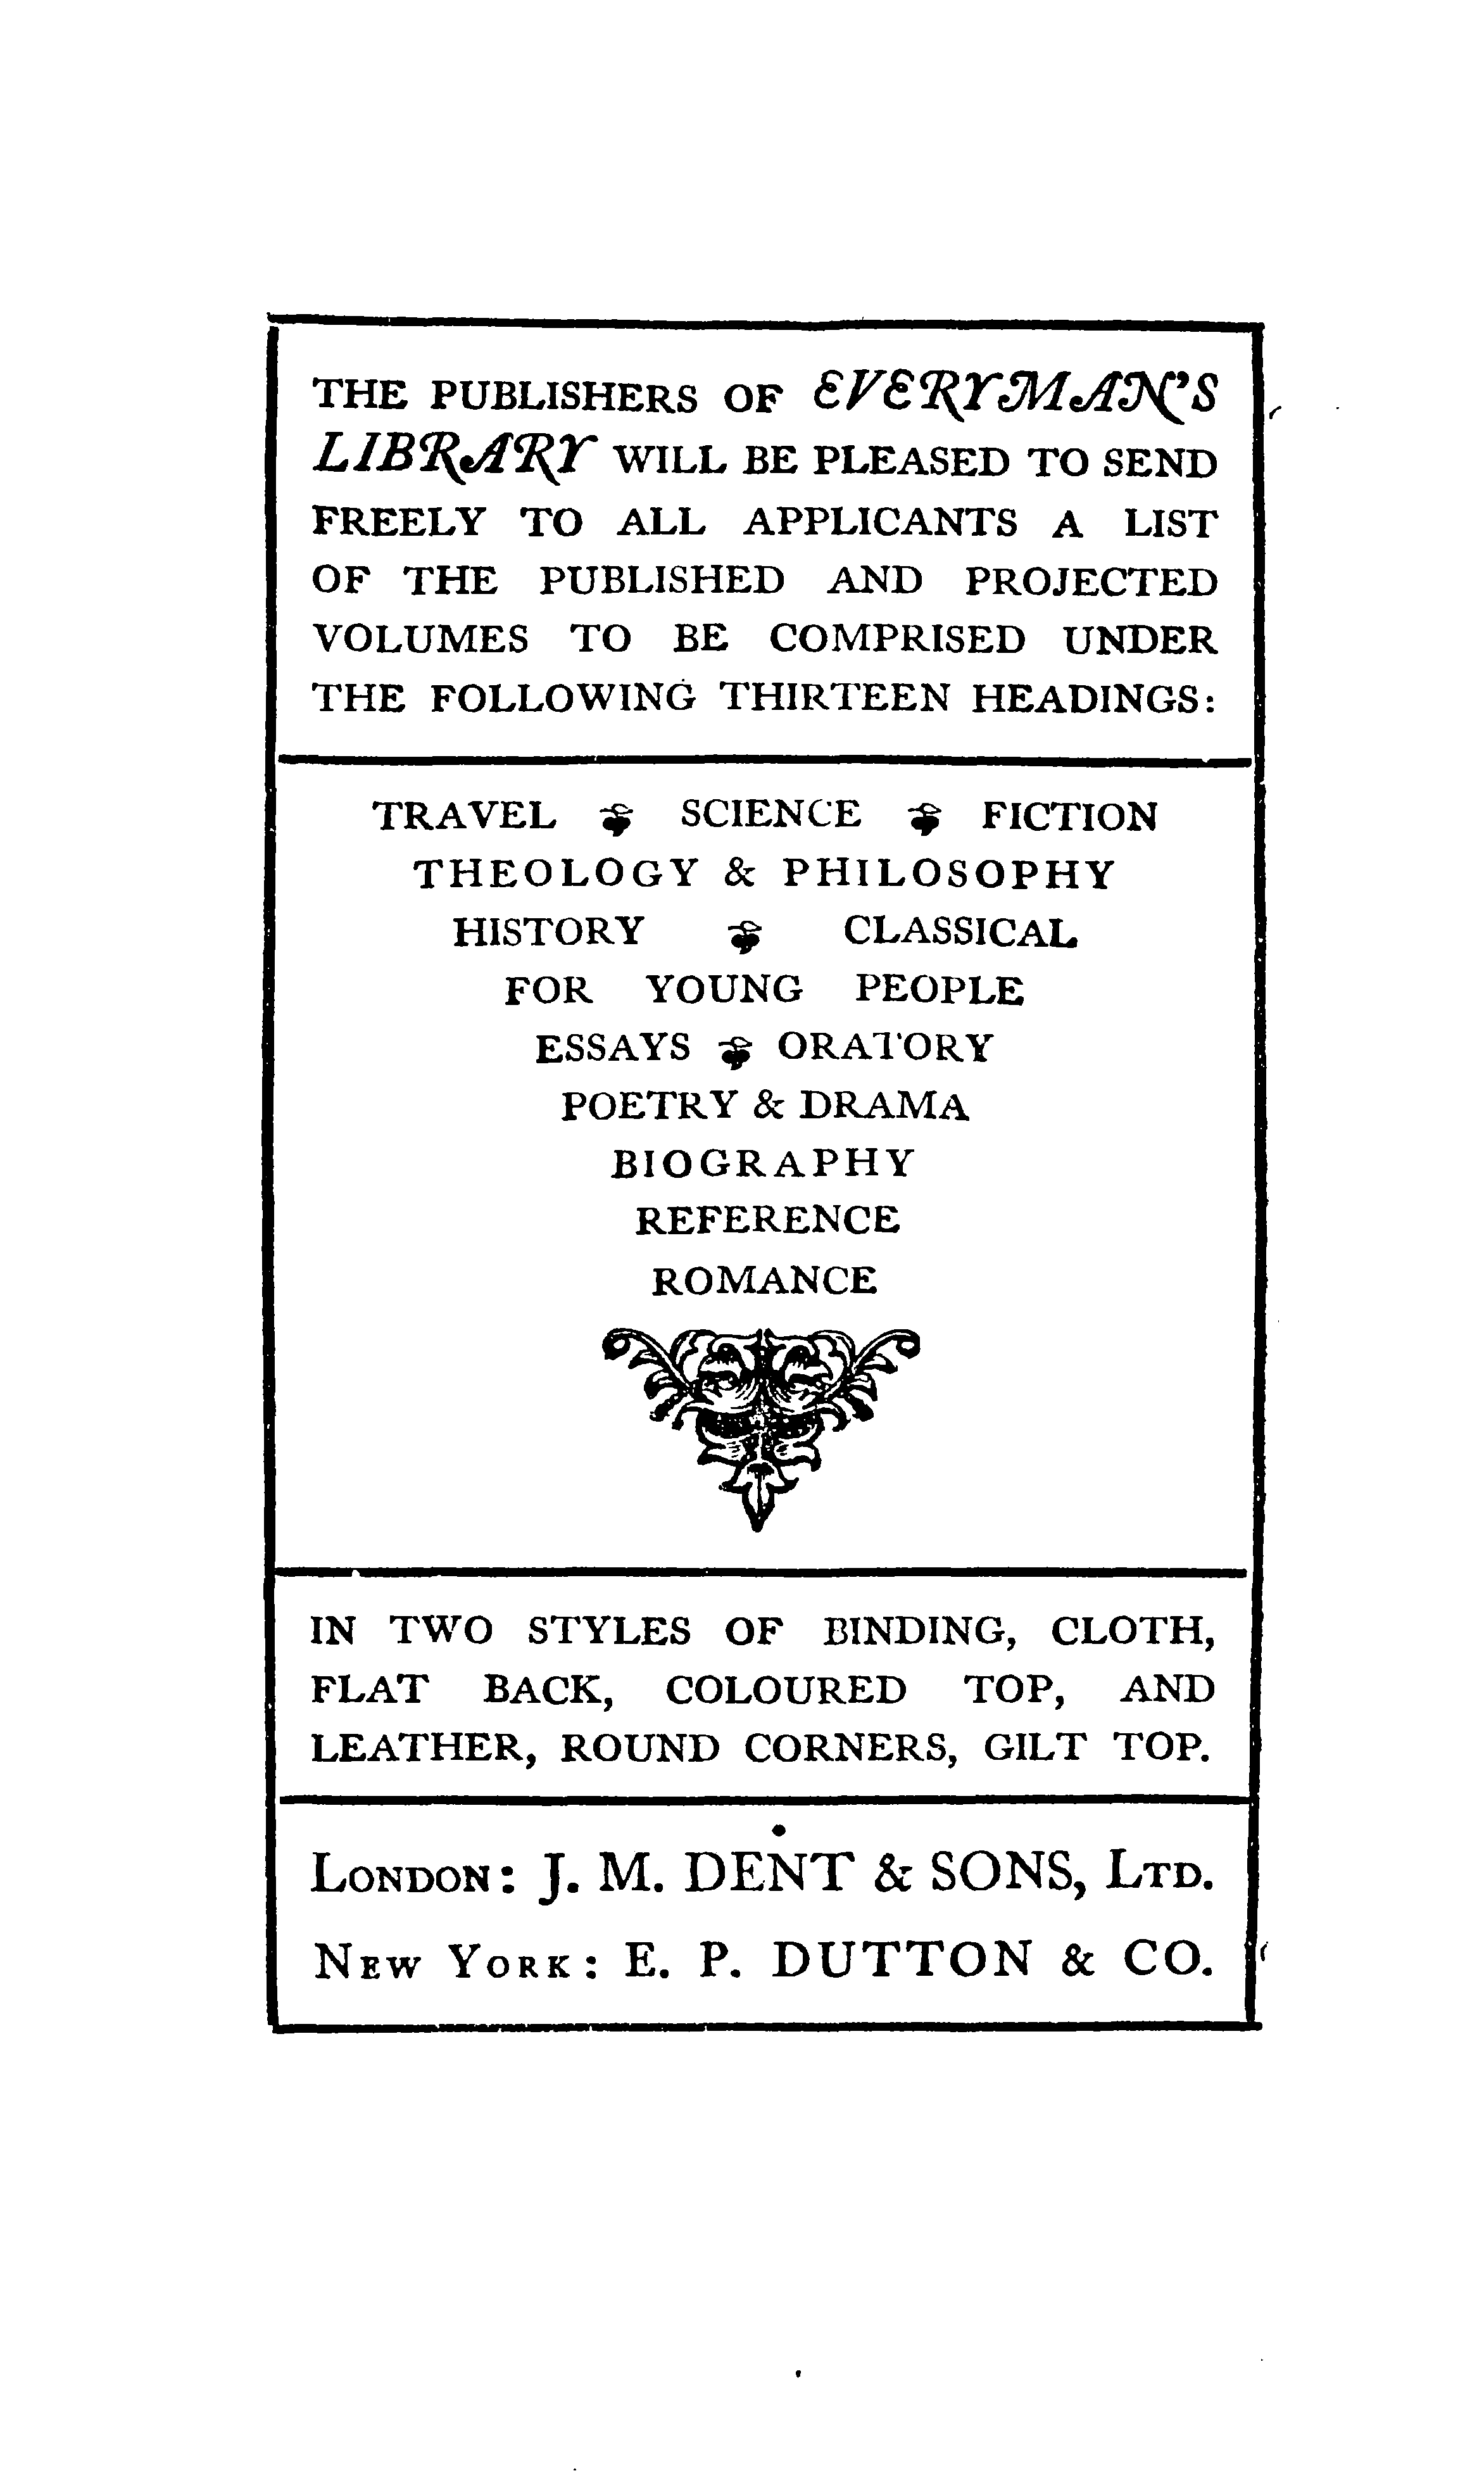 THE PUBLISHERS OF EVERYMAN'S
LIBRARY WILL BE PLEASED TO SEND
FREELY TO ALL APPLICANTS A LIST
OF THE PUBLISHED AND PROJECTED
VOLUMES TO BE COMPRISED UNDER
THE FOLLOWING THIRTEEN HEADINGS:
TRAVEL ❧ SCIENCE ❧ FICTION
THEOLOGY & PHILOSOPHY
HISTORY ❧ CLASSICAL
FOR YOUNG PEOPLE
ESSAYS ❧ ORATORY
POETRY & DRAMA
BIOGRAPHY
REFERENCE
ROMANCE
IN TWO STYLES OF BINDING, CLOTH,
FLAT BACK, COLOURED TOP, AND
LEATHER, ROUND CORNERS, GILT TOP.
LONDON: J. M. DENT & SONS, LTD.
NEW YORK: E. P. DUTTON & CO.